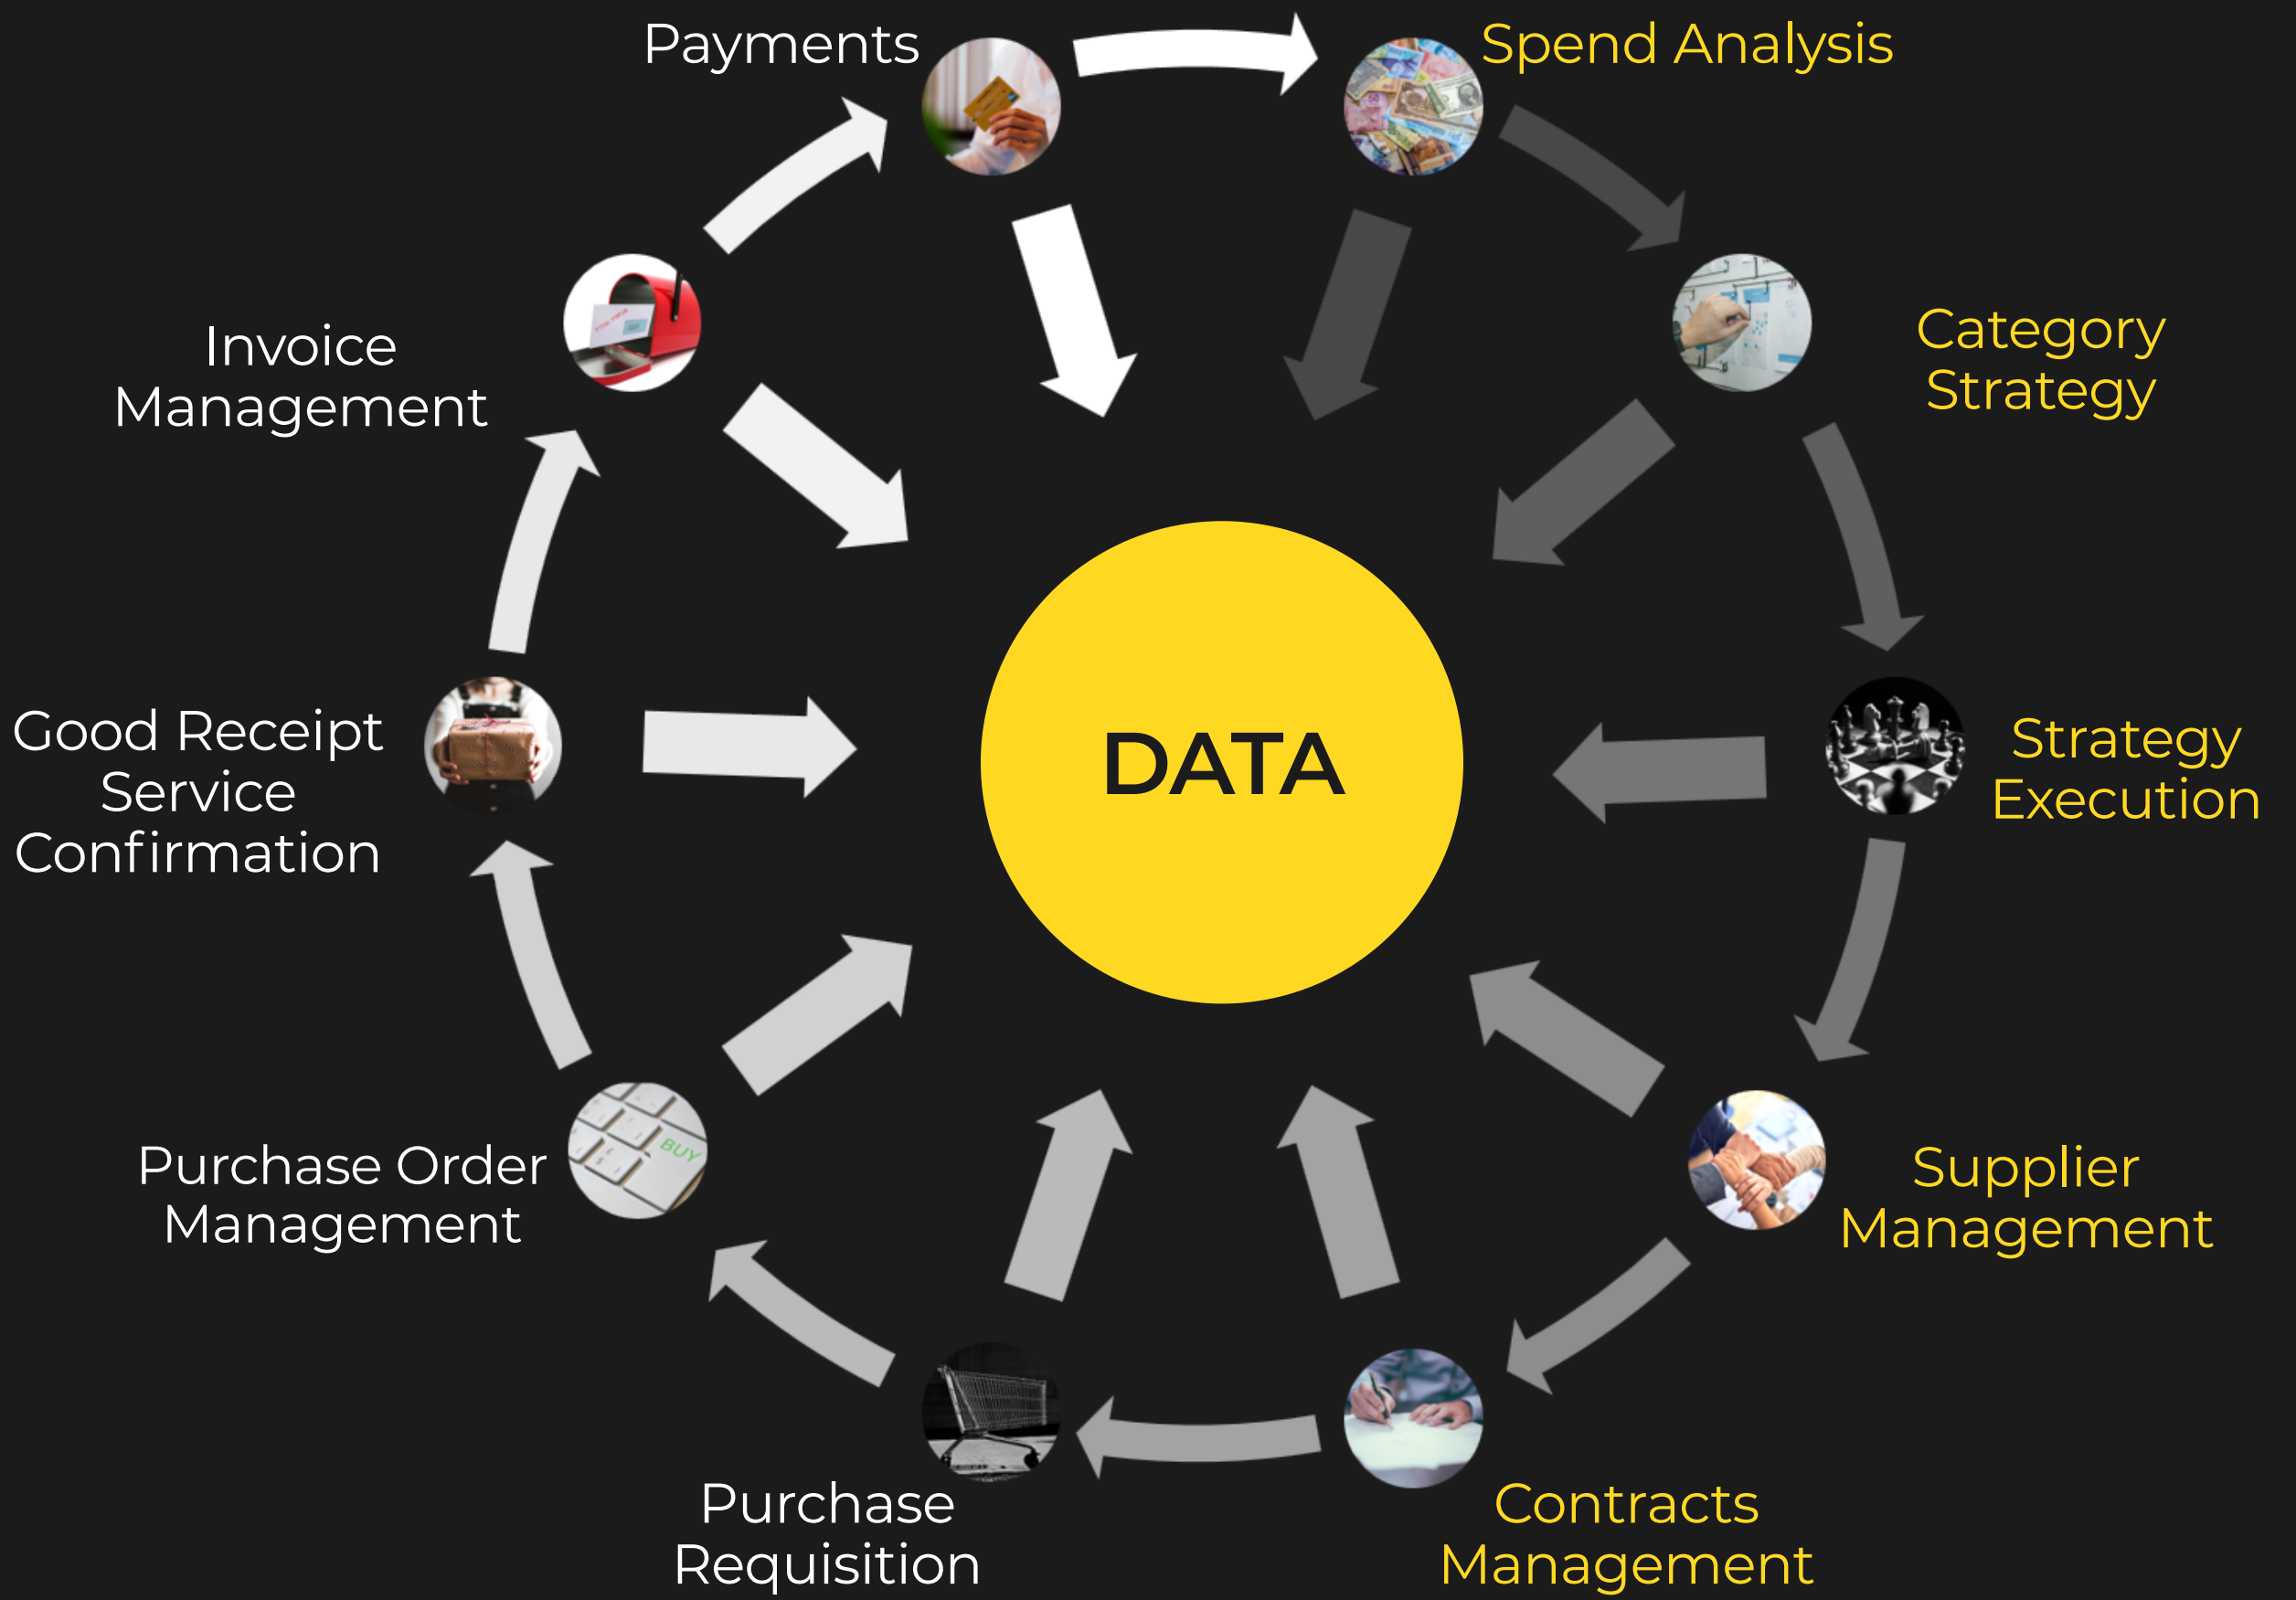 Payments
Spend Analysis
Category
Strategy
Strategy
Execution
Supplier
Management
Contracts
Management
Purchase
Requisition
Purchase Order
Management
BUY
Good Receipt
Service
Confirmation
Invoice
Management
DATA